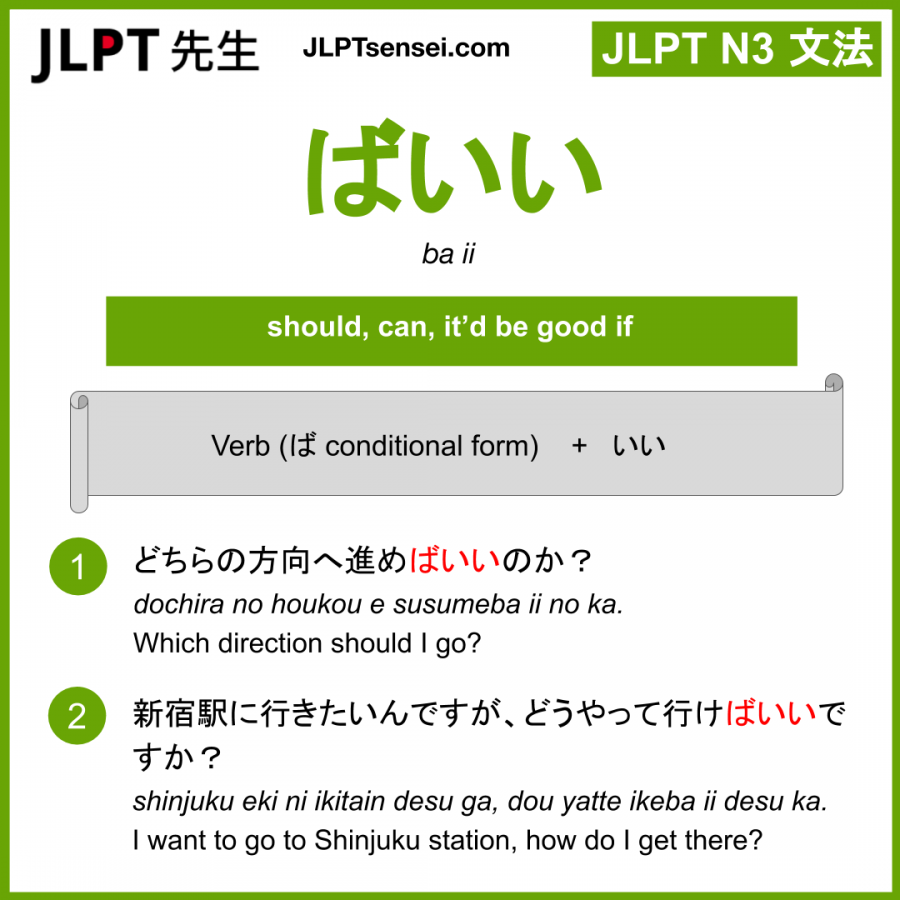 JLPT 先生
JLPTsensei.com
JLPT N3 文法
ばいい
ba ii
should, can, it’d be good if
Verb (ば conditional form) + いい
1
どちらの方向へ進めばいいのか？
dochira no houkou e susumeba ii no ka.
Which direction should I go?
2
新宿駅に行きたいんですが、どうやって行けばいいで
すか？
shinjuku eki ni ikitain desu ga, dou yatte ikeba ii desu ka.
I want to go to Shinjuku station, how do I get there?